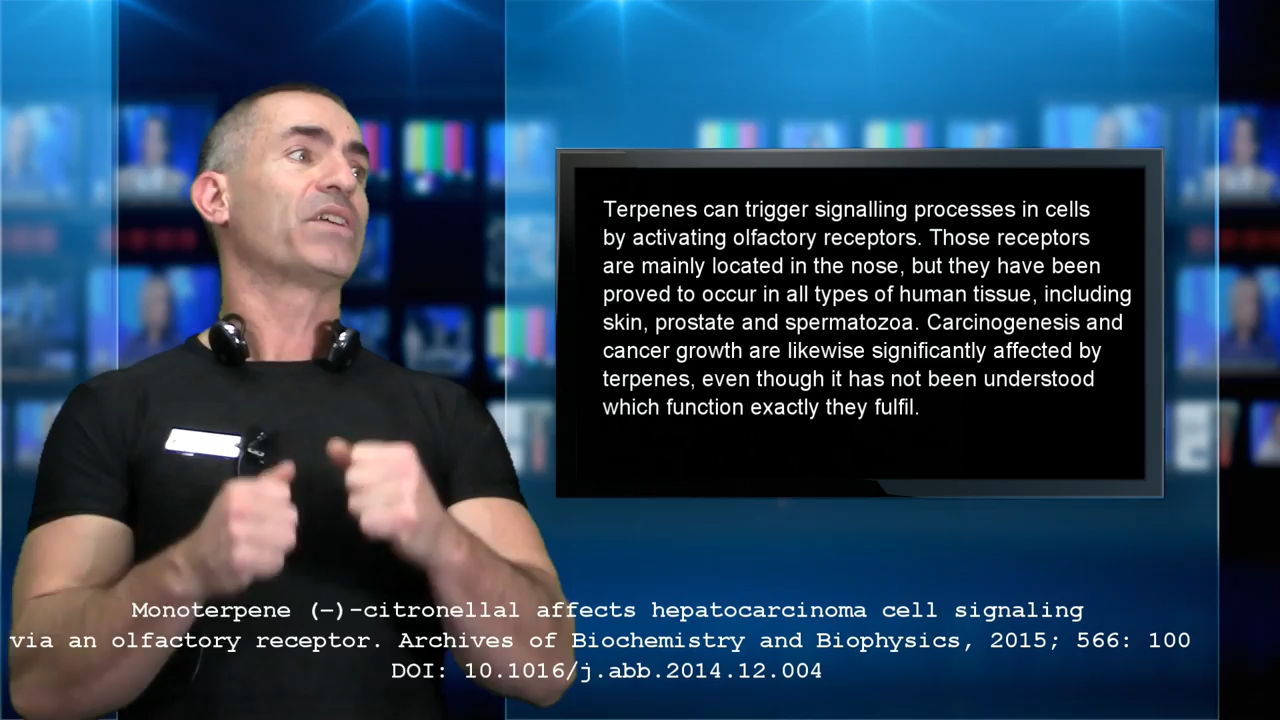 Terpenes can trigger signalling processes in cells
by activating olfactory receptors. Those receptors
are mainly located in the nose, but they have been
proved to occur in all types of human tissue, including
skin, prostate and spermatozoa. Carcinogenesis and
cancer growth are likewise significantly affected by
terpenes, even though it has not been understood
which function exactly they fulfil.
Monoterpene (−)-citronellal affects hepatocarcinoma cell signaling
via an olfactory receptor. Archives of Biochemistry and Biophysics, 2015; 566: 100
DOI: 10.1016/j.abb.2014.12.004